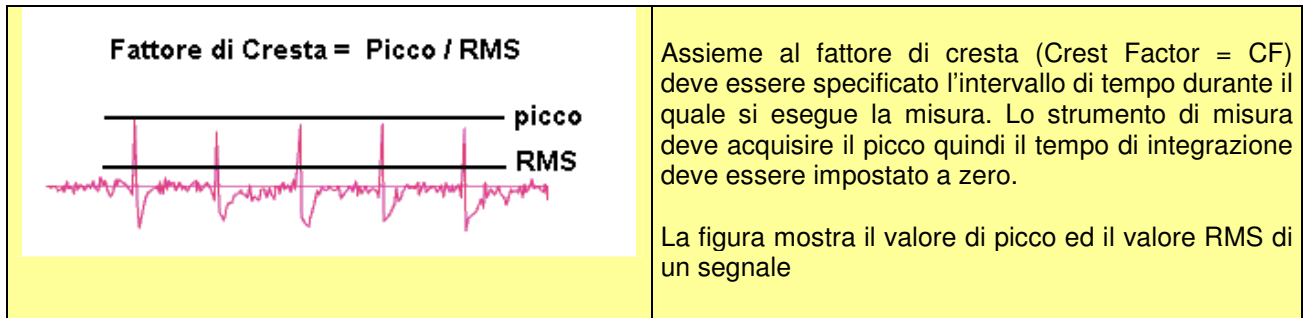 Fattore di Cresta = Picco / RMS
picco
RMS
Assieme al fattore di cresta (Crest Factor = CF)
deve essere specificato l'intervallo di tempo durante il
quale si esegue la misura. Lo strumento di misura
deve acquisire il picco quindi il tempo di integrazione
deve essere impostato a zero.
La figura mostra il valore di picco ed il valore RMS di
un segnale